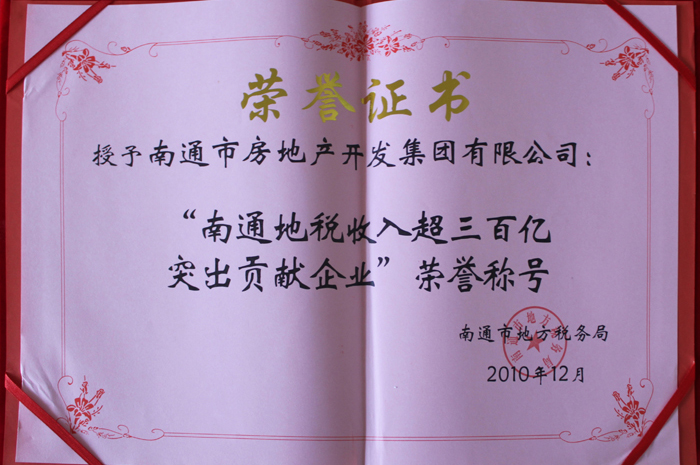 荣誉证书
授予南通市房地产开发集团有限公司：
“南通地税收入超三百亿
突出贡献企业”荣誉称号
南通市地方税务局
2010年12月